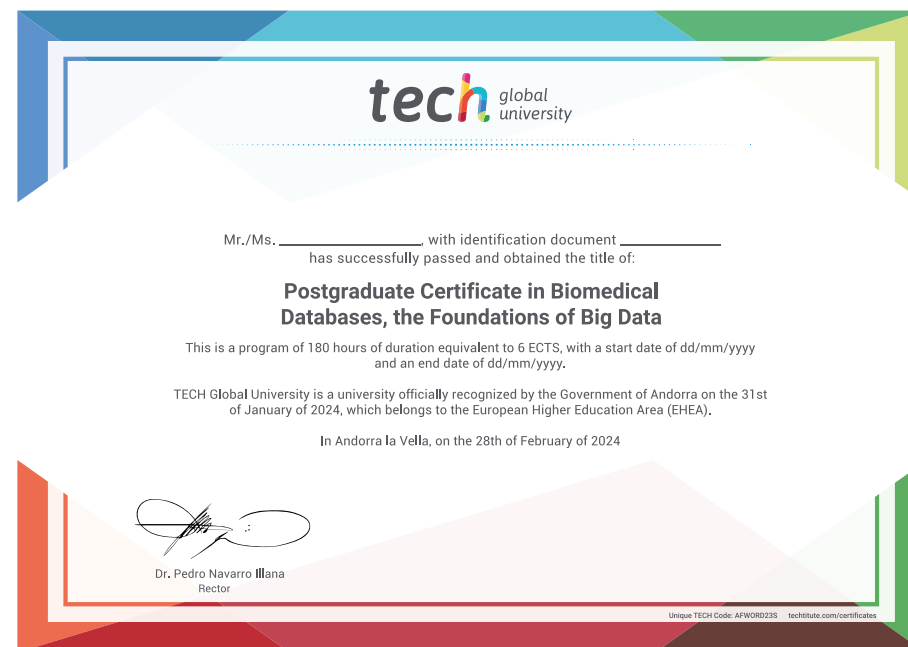 tech global university
Mr./Ms. ____________________, with identification document ______________
has successfully passed and obtained the title of:
Postgraduate Certificate in Biomedical
Databases, the Foundations of Big Data
This is a program of 180 hours of duration equivalent to 6 ECTS, with a start date of dd/mm/yyyy
and an end date of dd/mm/yyyy.
TECH Global University is a university officially recognized by the Government of Andorra on the 31st
of January of 2024, which belongs to the European Higher Education Area (EHEA).
In Andorra la Vella, on the 28th of February of 2024
Dr. Pedro Navarro Illana
Rector
Unique TECH Code: AFWORD23S techtitute.com/certificates